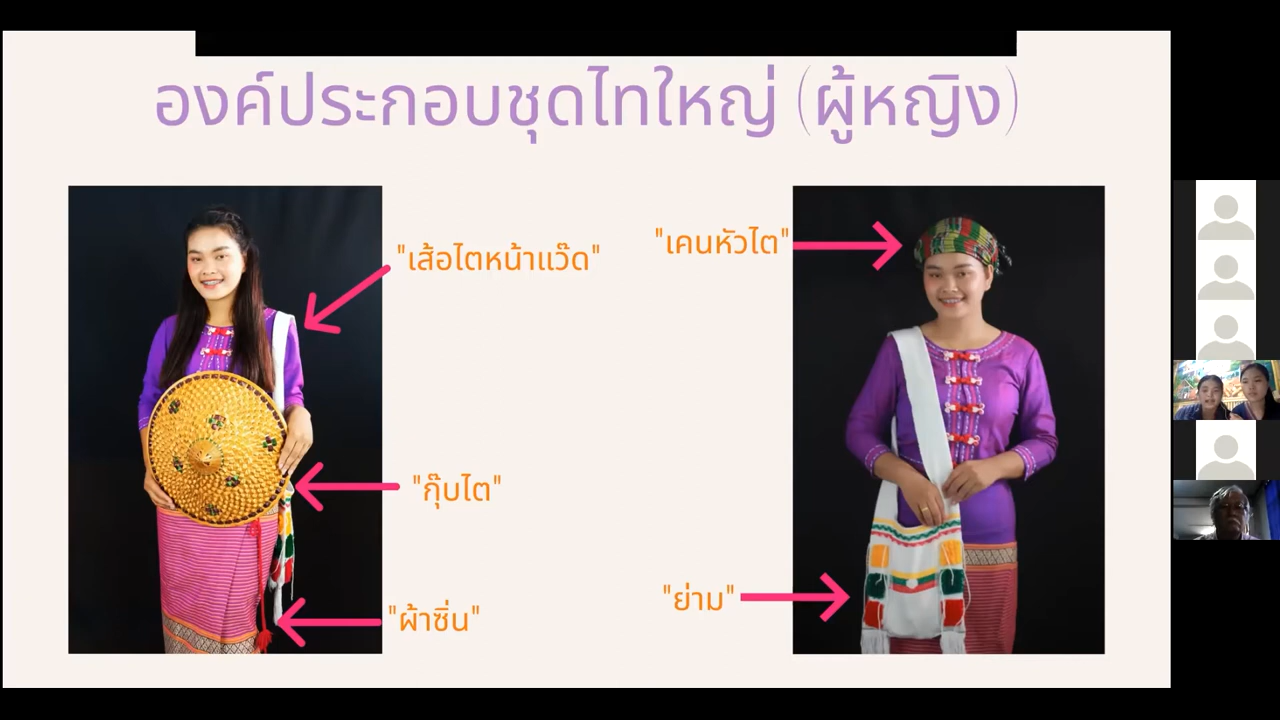 องค์ประกอบชุดไทใหญ่ (ผู้หญิง)
"เสื้อไตหน้าแว๊ด"
"กุ๊บไต"
"ผ้าซิ่น"
"เคนหัวไต"
"ย่าม"